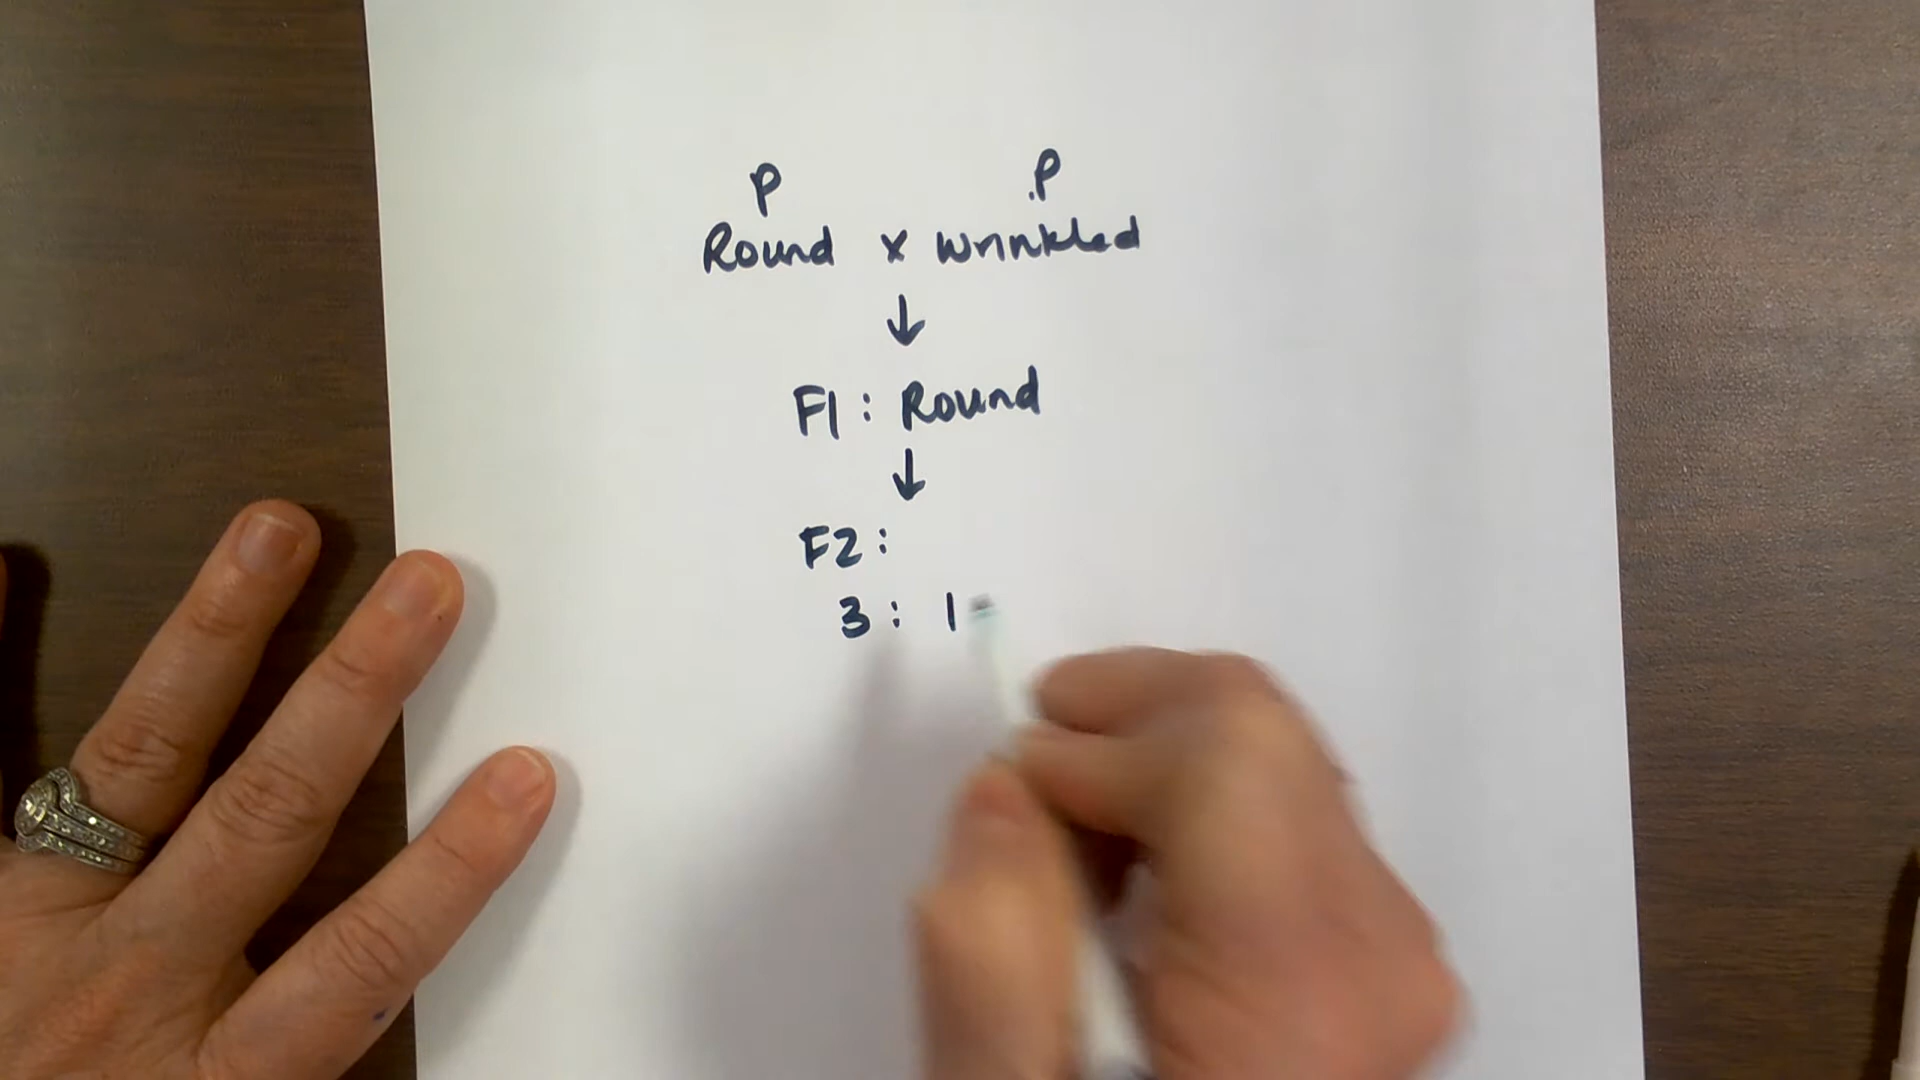 P P
Round x Wrinkled
↓
F1: Round
↓
F2:
3: 1